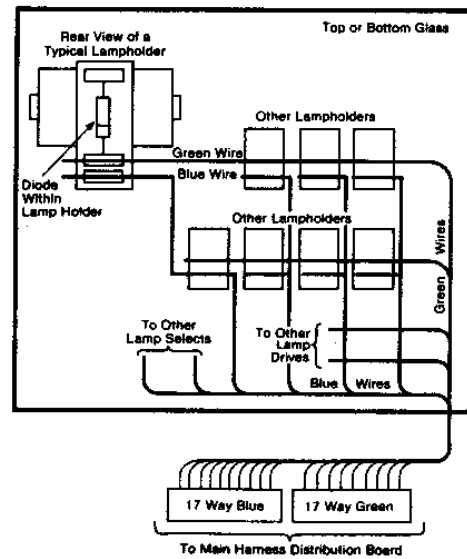 Top or Bottom Glass
Rear View of a
Typical Lampholder
Other Lampholders
Green Wire
Blue Wire
Diode
Within
Lamp Holder
Other Lampholders
Green Wires
To Other
Lamp Selects
To Other
Lamp
Drives
Blue Wires
17 Way Blue
17 Way Green
To Main Harness Distribution Board